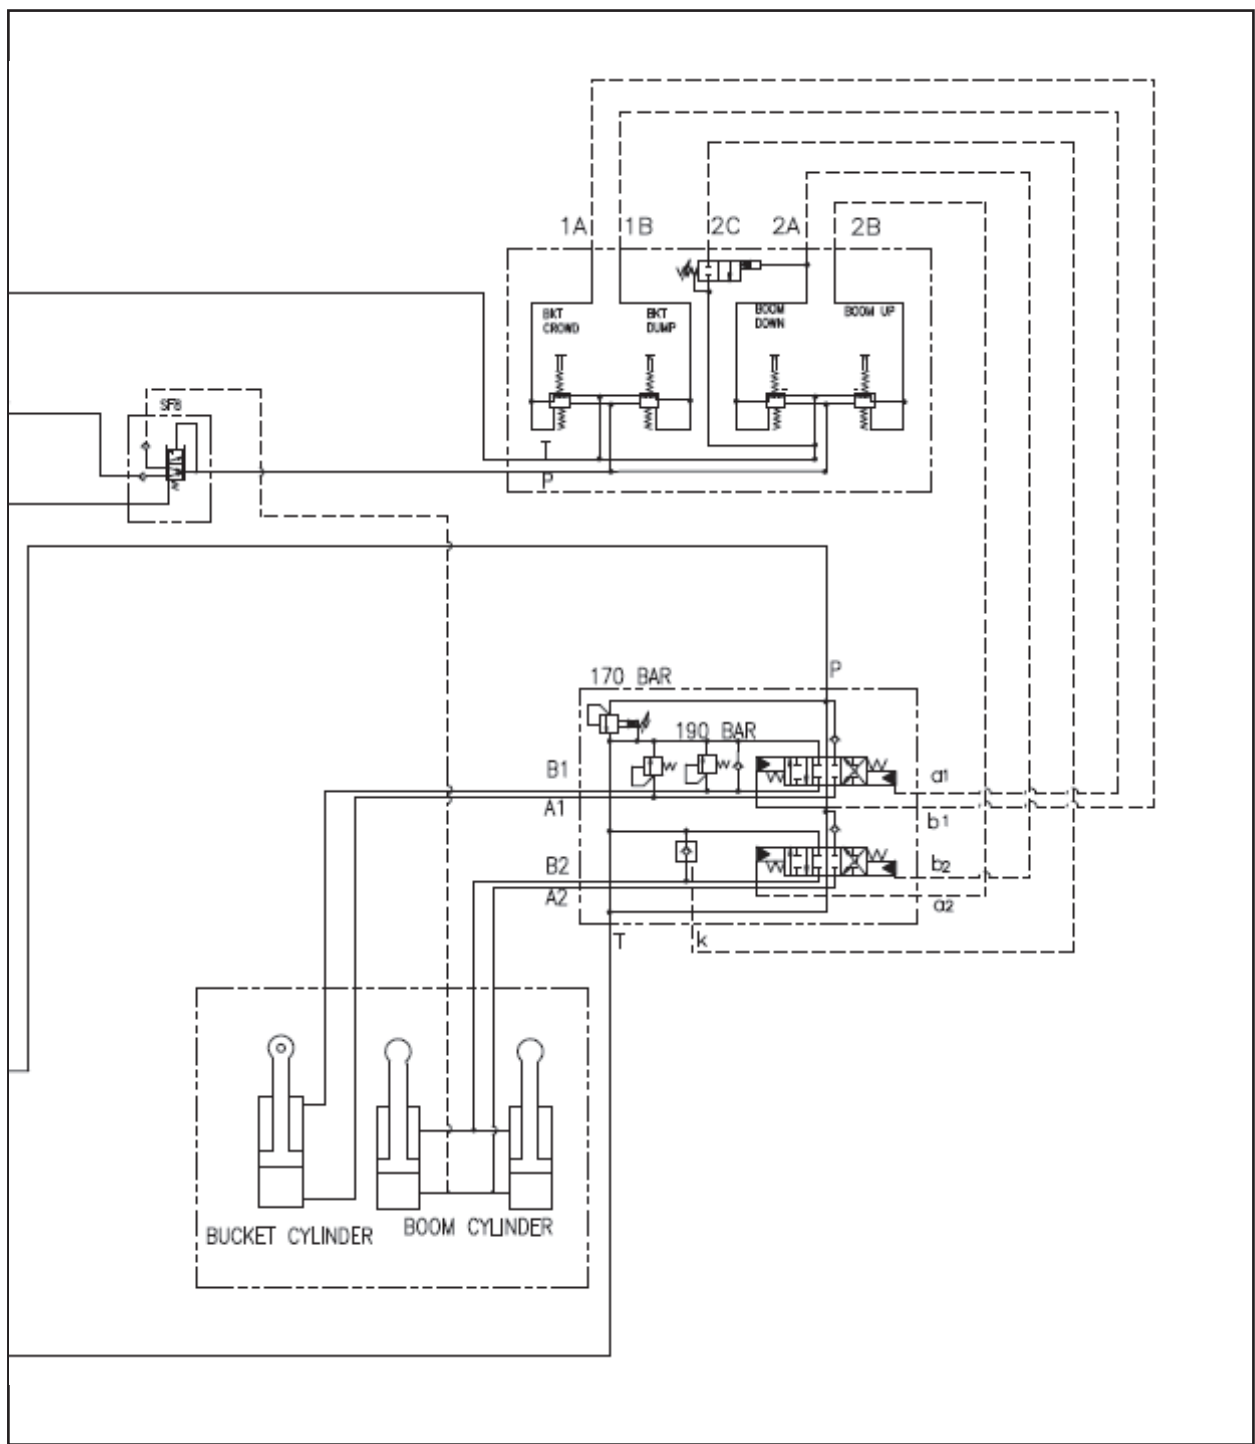 1A 1B 2C 2A 2B
BKT
CROWD
BKT
DUMP
BOOM
DOWN
BOOM UP
SF8
T
P
170 BAR
P
190 BAR
B1
A1
a1
b1
B2
A2
b2
a2
T
k
BUCKET CYLINDER
BOOM CYLINDER